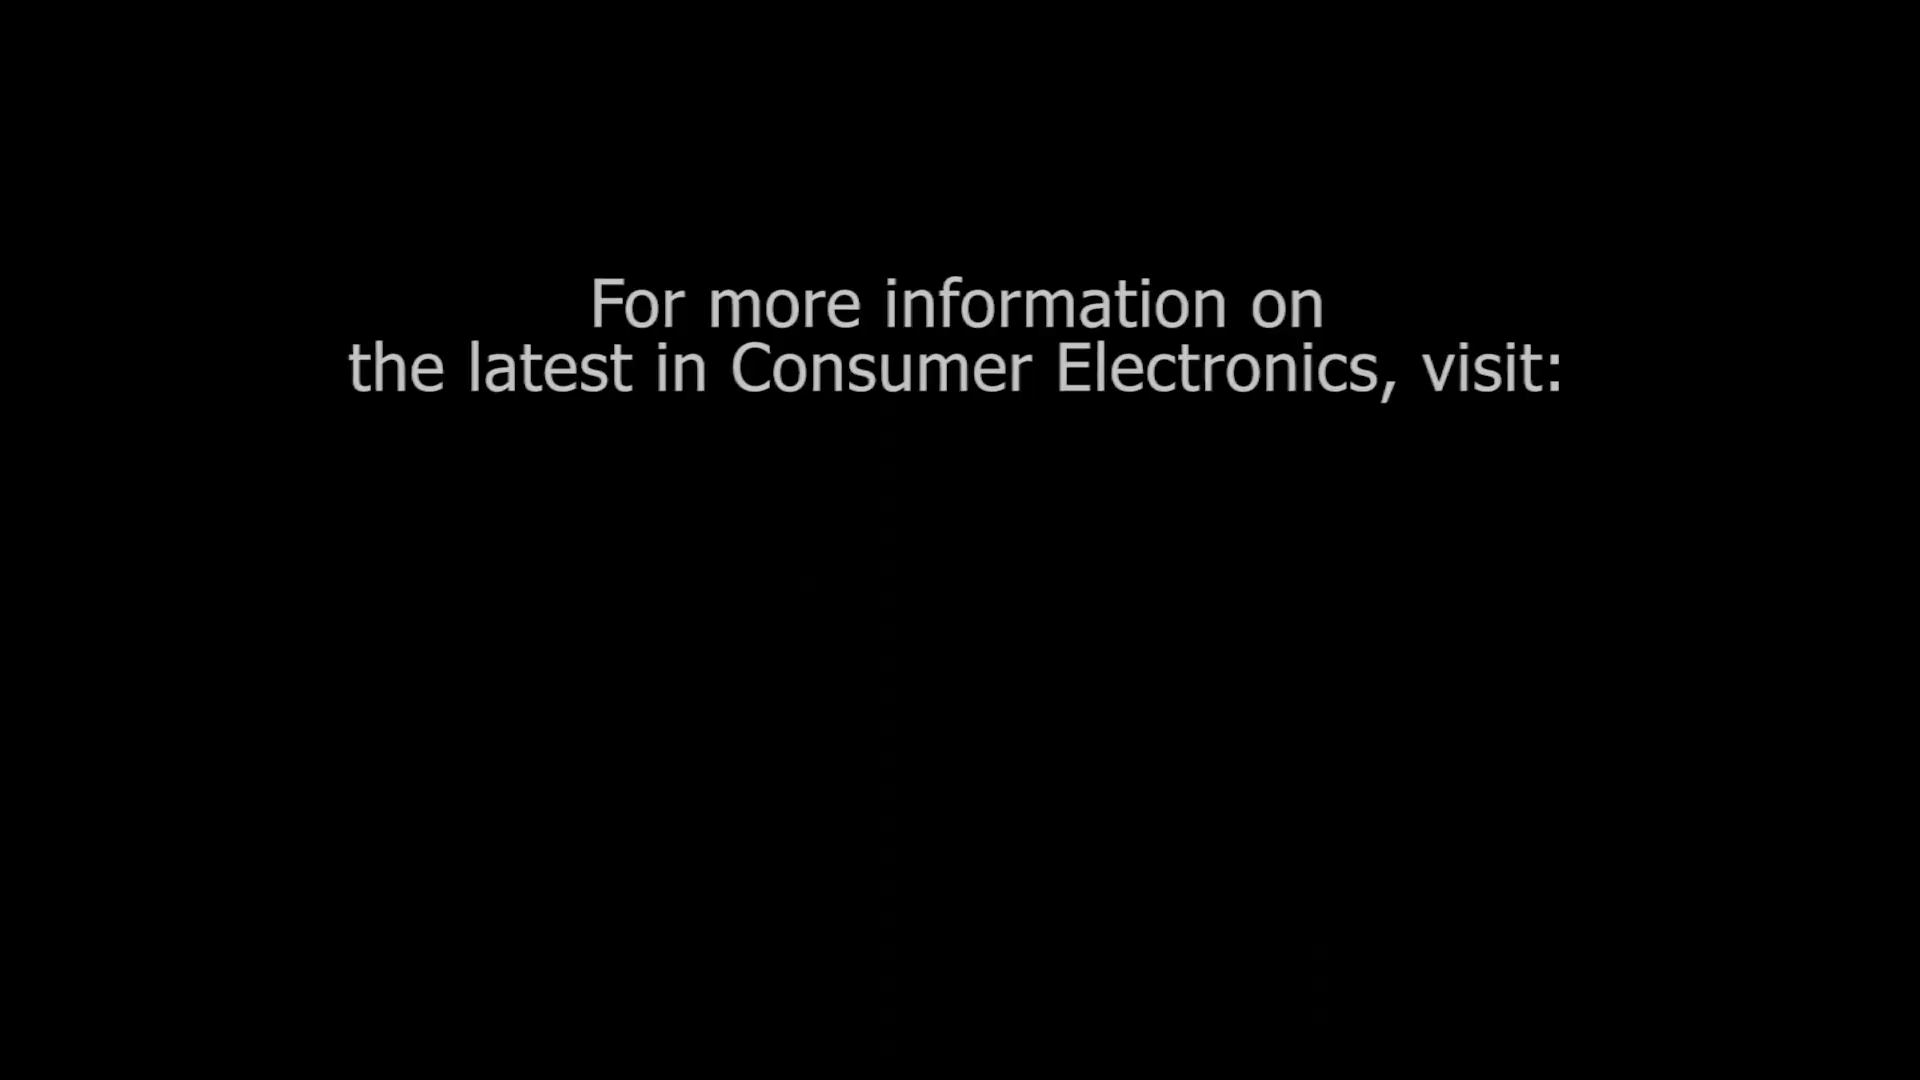 For more information on
the latest in Consumer Electronics, visit: